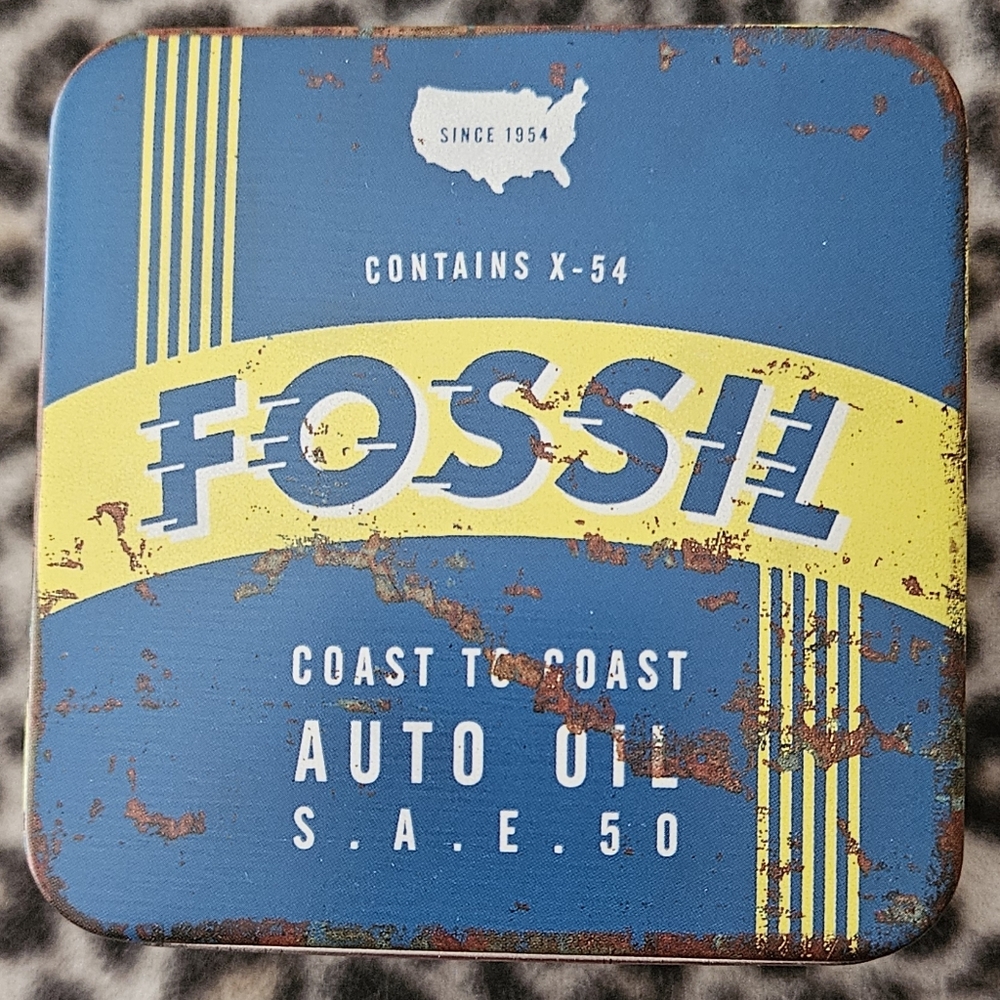 SINCE 1954
CONTAINS X-54
FOSSIL
COAST TO COAST
AUTO OIL
S.A.E.50